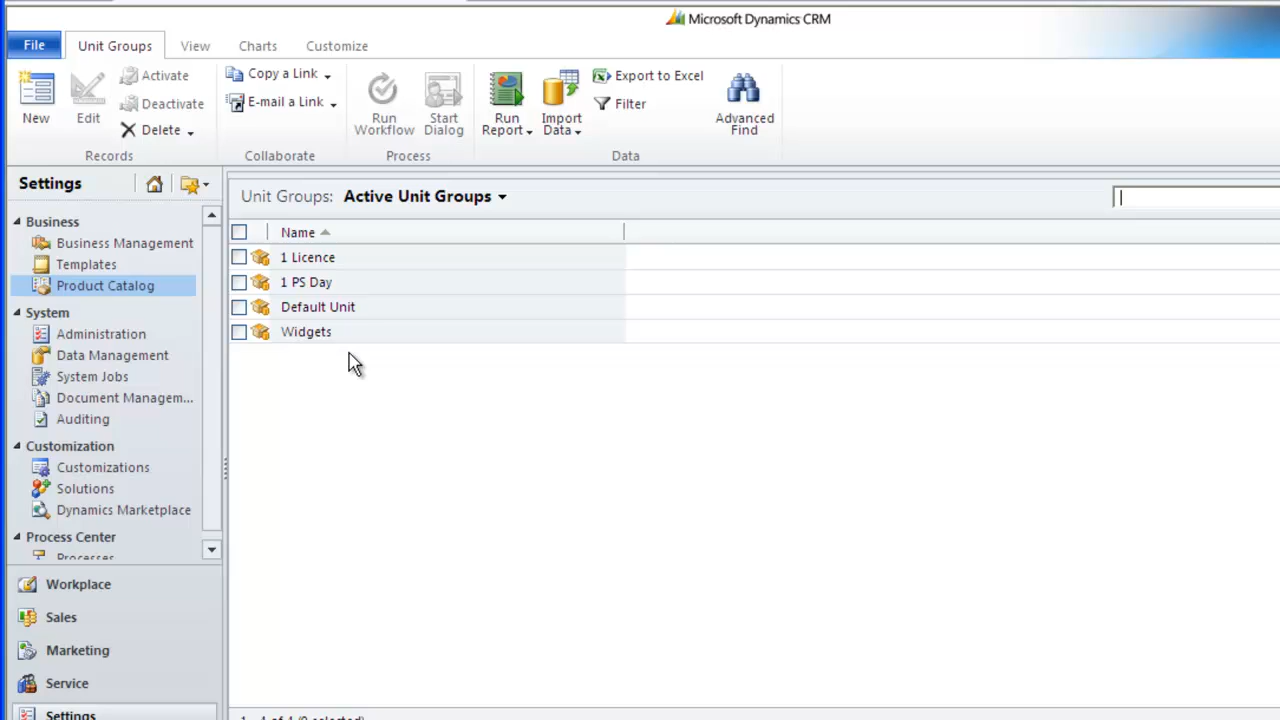 Microsoft Dynamics CRM
File
Unit Groups
View
Charts
Customize
New
Edit
Activate
Deactivate
Delete
Records
Copy a Link
E-mail a Link
Collaborate
Run Workflow
Start Dialog
Process
Run Report
Import Data
Export to Excel
Filter
Advanced Find
Data
Settings
Unit Groups: Active Unit Groups
Name
1 Licence
1 PS Day
Default Unit
Widgets
Business
Business Management
Templates
Product Catalog
System
Administration
Data Management
System Jobs
Document Managem...
Auditing
Customization
Customizations
Solutions
Dynamics Marketplace
Process Center
Processes
Workplace
Sales
Marketing
Service
Settings